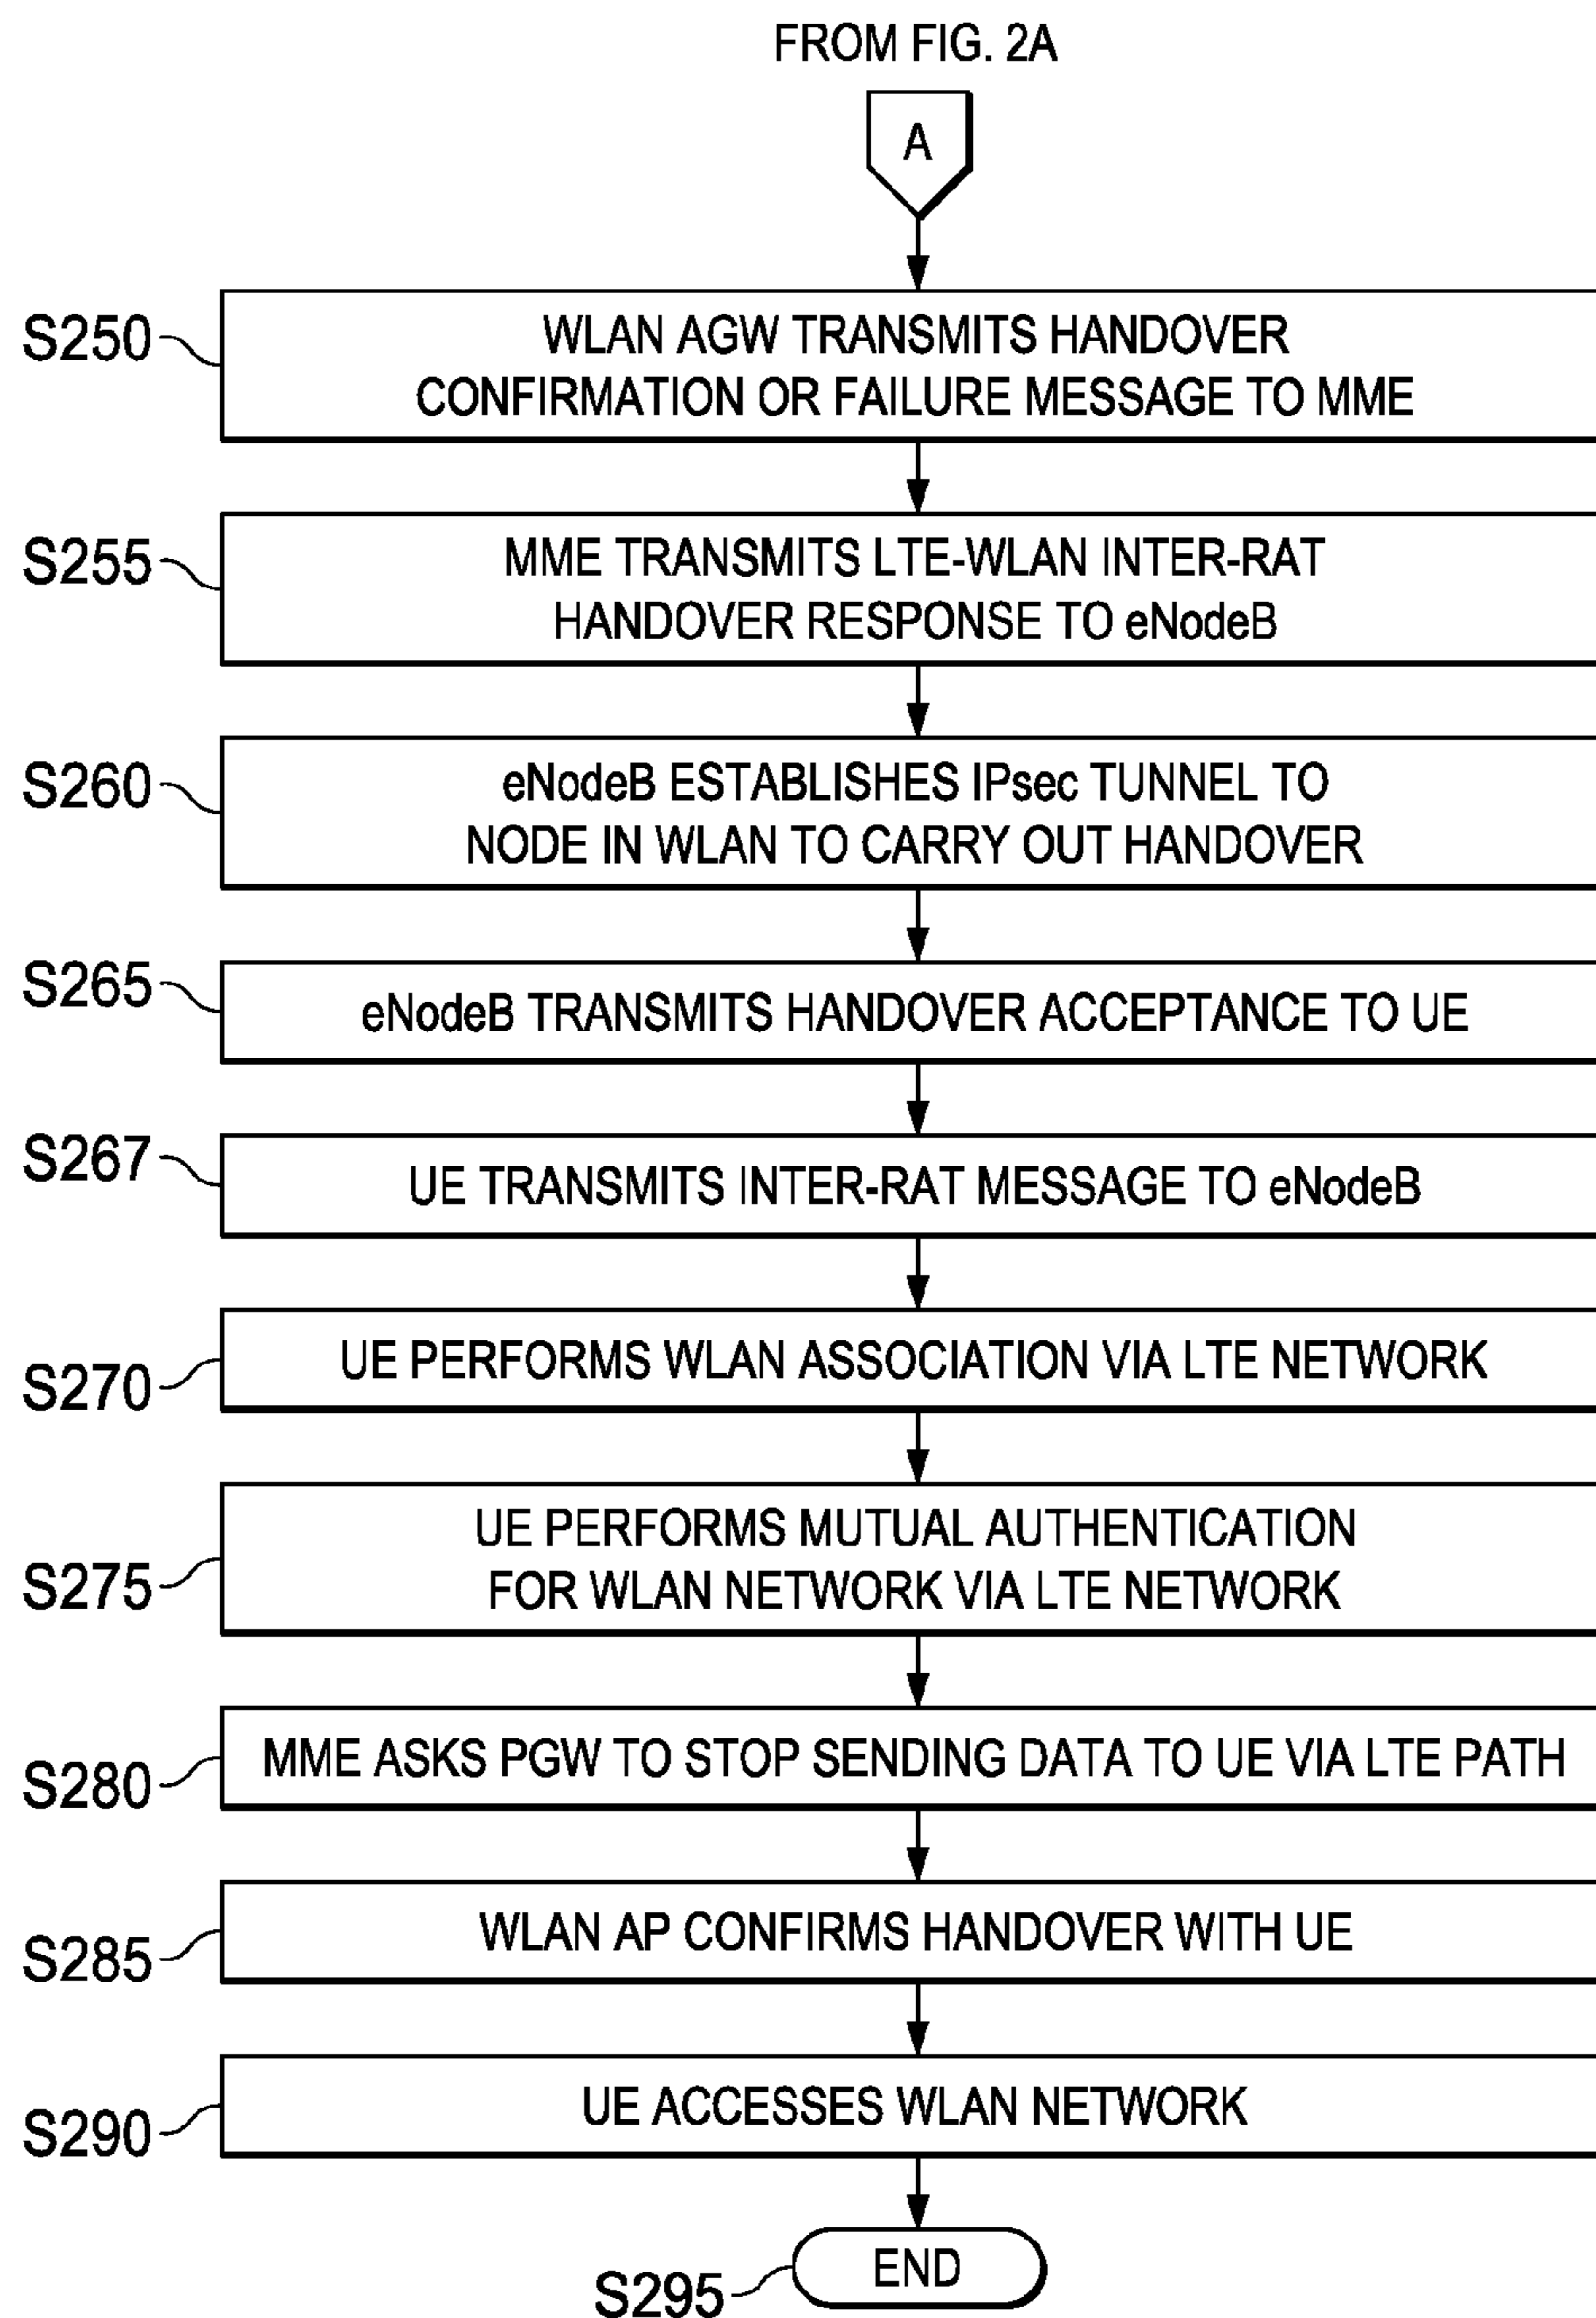 FROM FIG. 2A
A
S250
WLAN AGW TRANSMITS HANDOVER
CONFIRMATION OR FAILURE MESSAGE TO MME
S255
MME TRANSMITS LTE-WLAN INTER-RAT
HANDOVER RESPONSE TO eNodeB
S260
eNodeB ESTABLISHES IPsec TUNNEL TO
NODE IN WLAN TO CARRY OUT HANDOVER
S265
eNodeB TRANSMITS HANDOVER ACCEPTANCE TO UE
S267
UE TRANSMITS INTER-RAT MESSAGE TO eNodeB
S270
UE PERFORMS WLAN ASSOCIATION VIA LTE NETWORK
S275
UE PERFORMS MUTUAL AUTHENTICATION
FOR WLAN NETWORK VIA LTE NETWORK
S280
MME ASKS PGW TO STOP SENDING DATA TO UE VIA LTE PATH
S285
WLAN AP CONFIRMS HANDOVER WITH UE
S290
UE ACCESSES WLAN NETWORK
S295
END